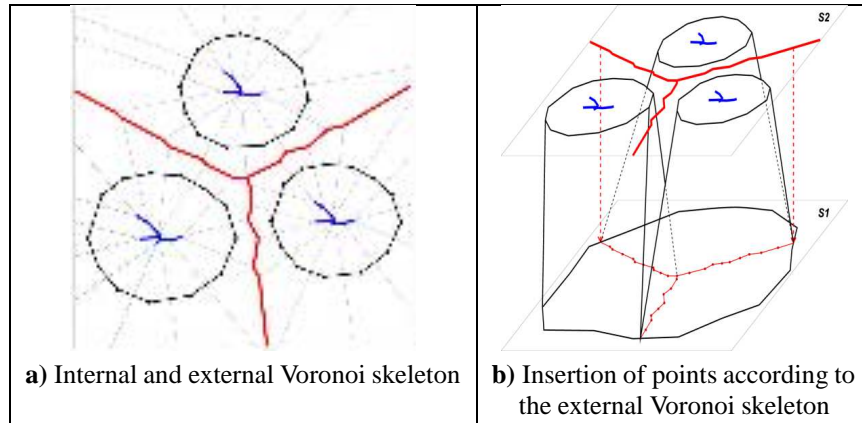 S2
S1
a) Internal and external Voronoi skeleton
b) Insertion of points according to
the external Voronoi skeleton